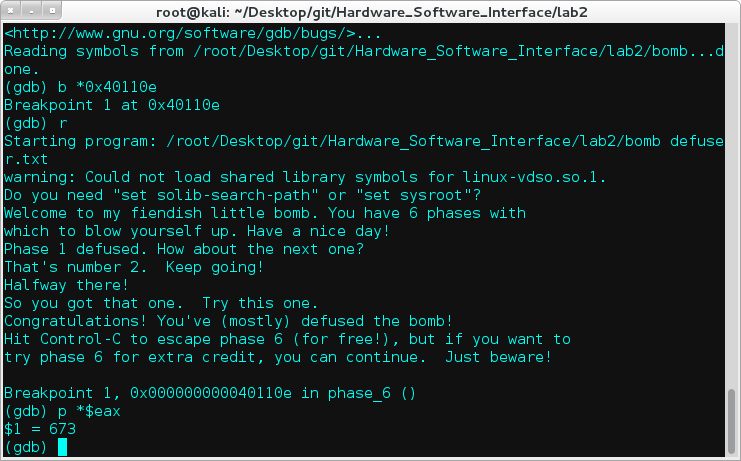 root@kali: ~/Desktop/git/Hardware_Software_Interface/lab2
<http://www.gnu.org/software/gdb/bugs/>...
Reading symbols from /root/Desktop/git/Hardware_Software_Interface/lab2/bomb...d
one.
(gdb) b *0x40110e
Breakpoint 1 at 0x40110e
(gdb) r
Starting program: /root/Desktop/git/Hardware_Software_Interface/lab2/bomb defuse
r.txt
warning: Could not load shared library symbols for linux-vdso.so.1.
Do you need "set solib-search-path" or "set sysroot"?
Welcome to my fiendish little bomb. You have 6 phases with
which to blow yourself up. Have a nice day!
Phase 1 defused. How about the next one?
That's number 2.  Keep going!
Halfway there!
So you got that one.  Try this one.
Congratulations! You've (mostly) defused the bomb!
Hit Control-C to escape phase 6 (for free!), but if you want to
try phase 6 for extra credit, you can continue.  Just beware!
Breakpoint 1, 0x000000000040110e in phase_6 ()
(gdb) p *$eax
$1 = 673
(gdb)